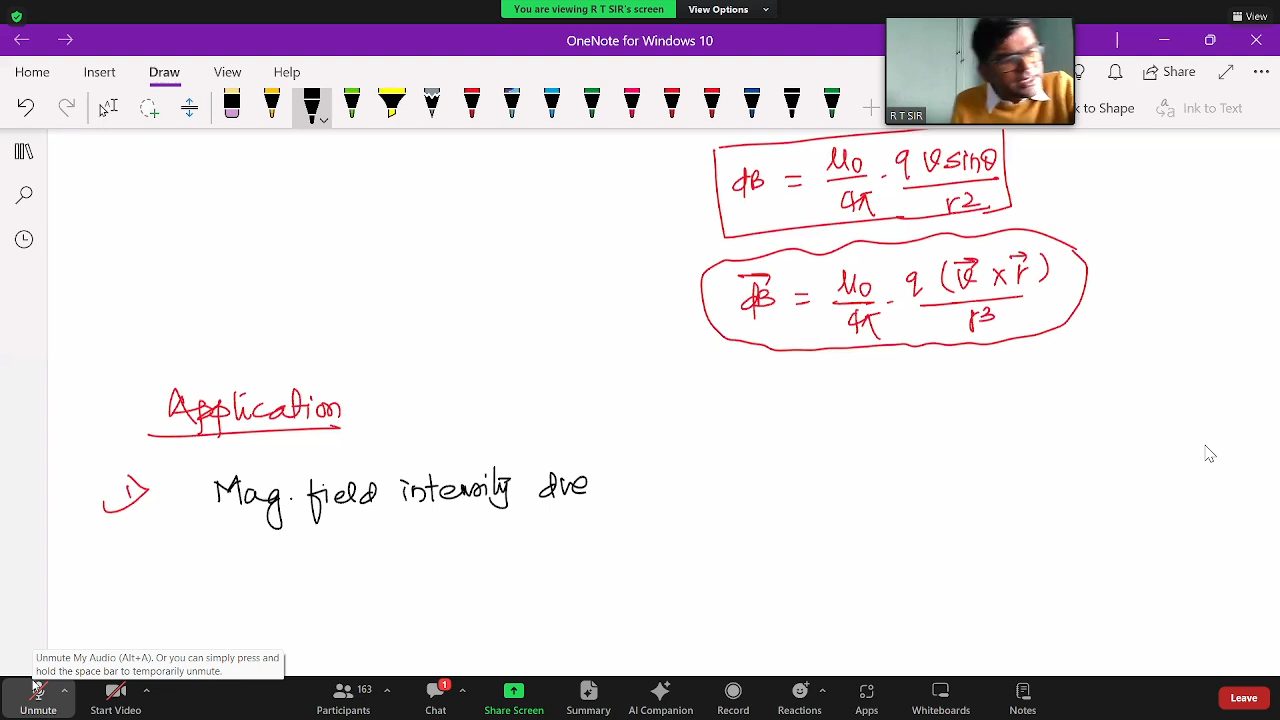 You are viewing R T SIR's screen View Options
View
OneNote for Windows 10
Home Insert Draw View Help
Share
R T SIR
k to Shape Ink to Text
dB = μ0/4π · q v sinθ / r2
dB⃗ = μ0/4π · q (v⃗ × r⃗) / r3
Application
1) Mag. field intensity due
Unmute My Audio (Alt+A). Or you can simply press and
hold the space bar to temporarily unmute.
Unmute Start Video Participants 163 Chat 1 Share Screen Summary AI Companion Record Reactions Apps Whiteboards Notes Leave